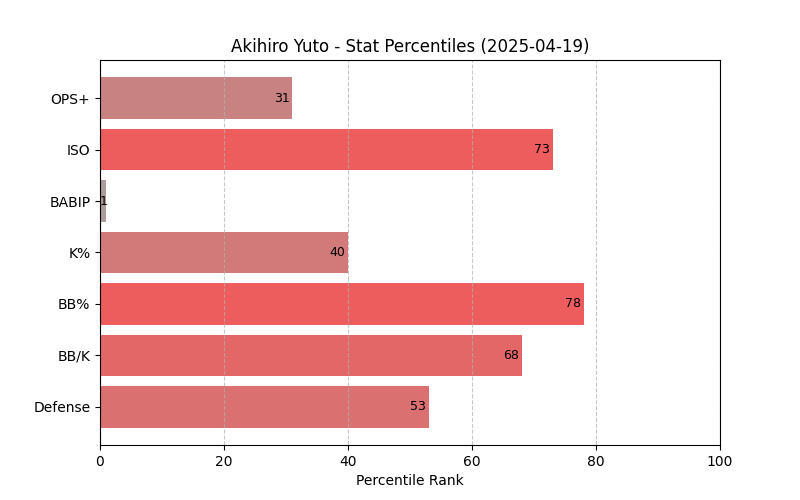 Akihiro Yuto - Stat Percentiles (2025-04-19)
OPS+ 31
ISO 73
BABIP 1
K% 40
BB% 78
BB/K 68
Defense 53
0 20 40 60 80 100
Percentile Rank